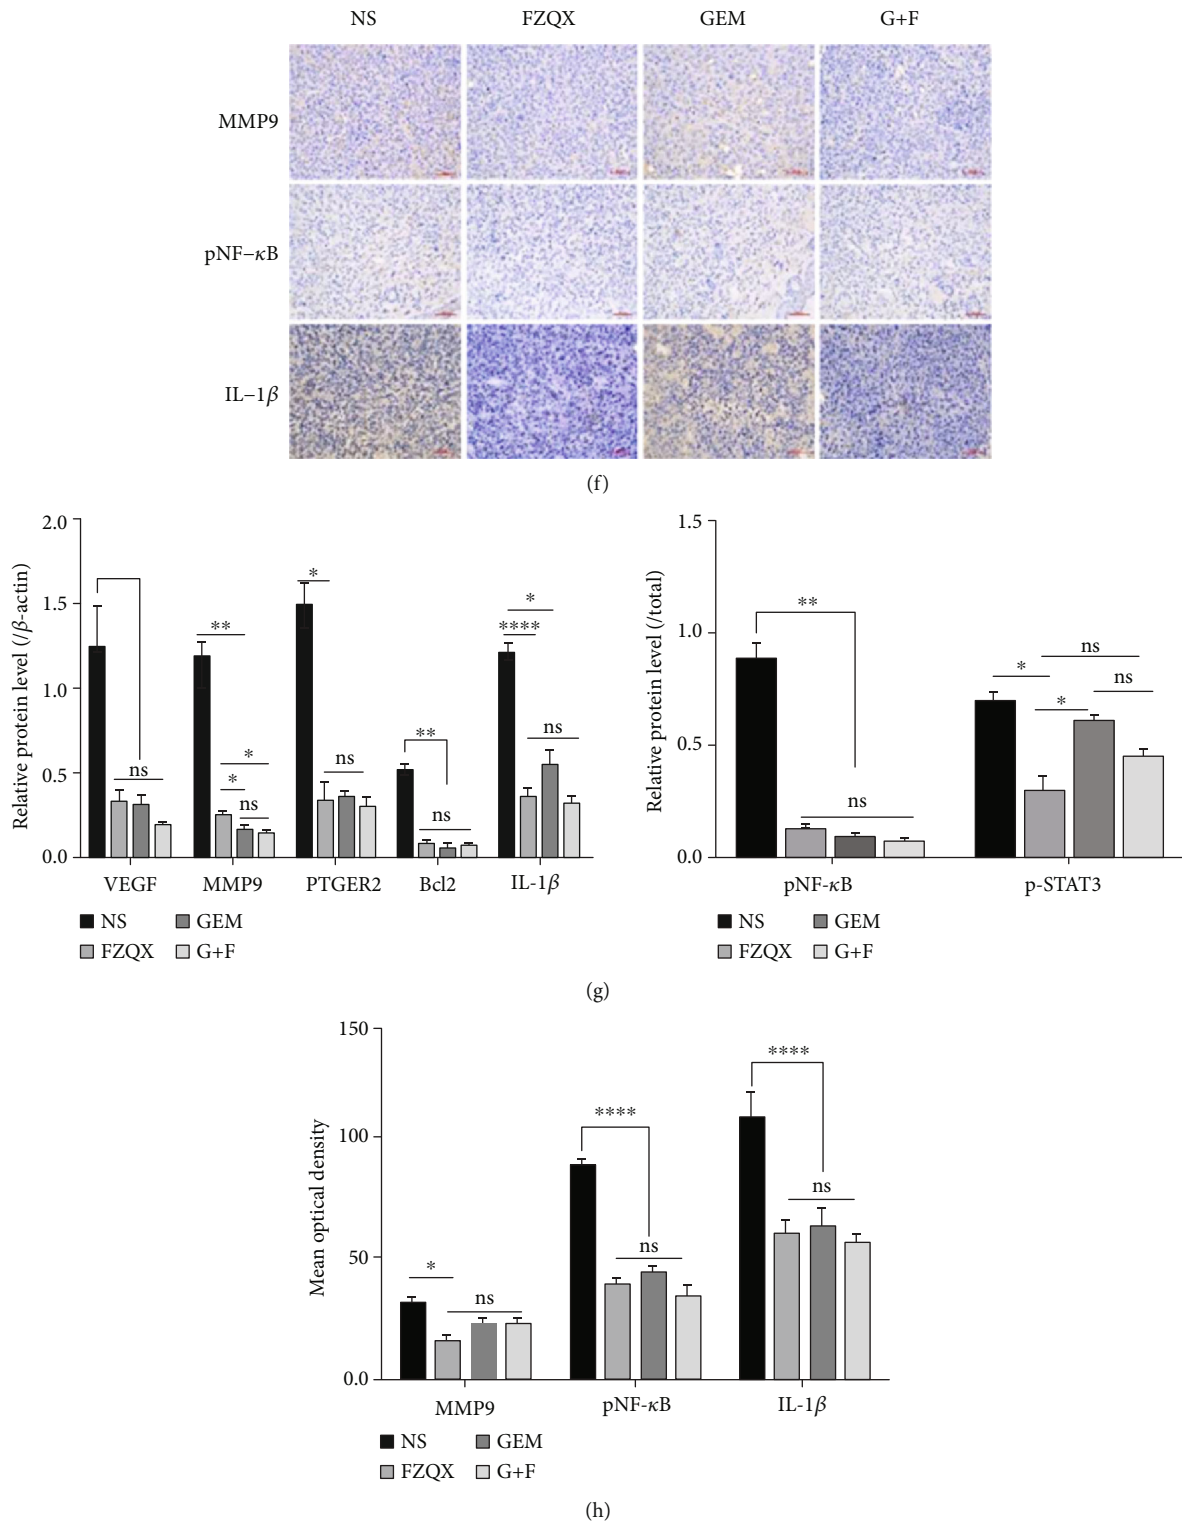 NS FZQX GEM G+F
MMP9
pNF–κB
IL–1β
(f)
2.0
1.5
1.0
0.5
0.0
Relative protein level (/β-actin)
ns
**
*
*
ns
*
ns
**
ns
*
****
ns
VEGF MMP9 PTGER2 Bcl2 IL-1β
NS GEM
FZQX G+F
1.5
1.0
0.5
0.0
Relative protein level (/total)
**
ns
ns
*
ns
*
pNF-κB p-STAT3
NS GEM
FZQX G+F
(g)
150
100
50
0.0
Mean optical density
*
ns
****
ns
****
ns
MMP9 pNF-κB IL-1β
NS GEM
FZQX G+F
(h)